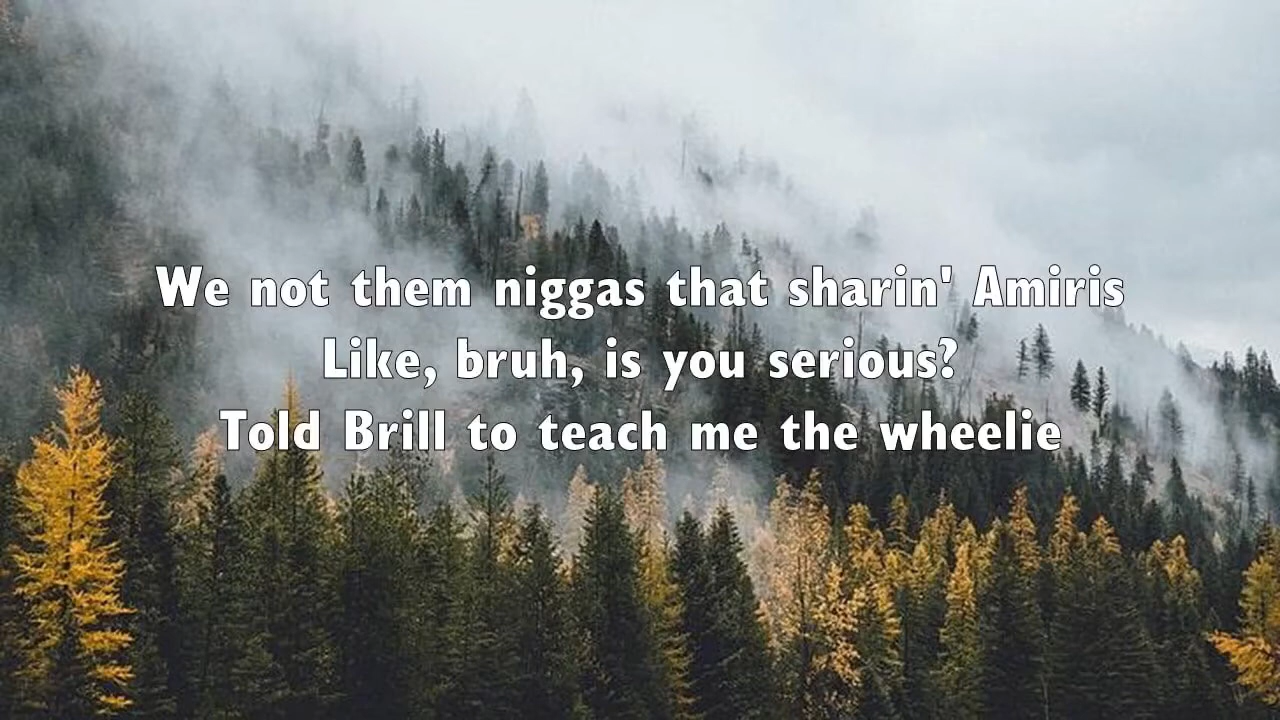 We not them niggas that sharin' Amiris
Like, bruh, is you serious?
Told Brill to teach me the wheelie